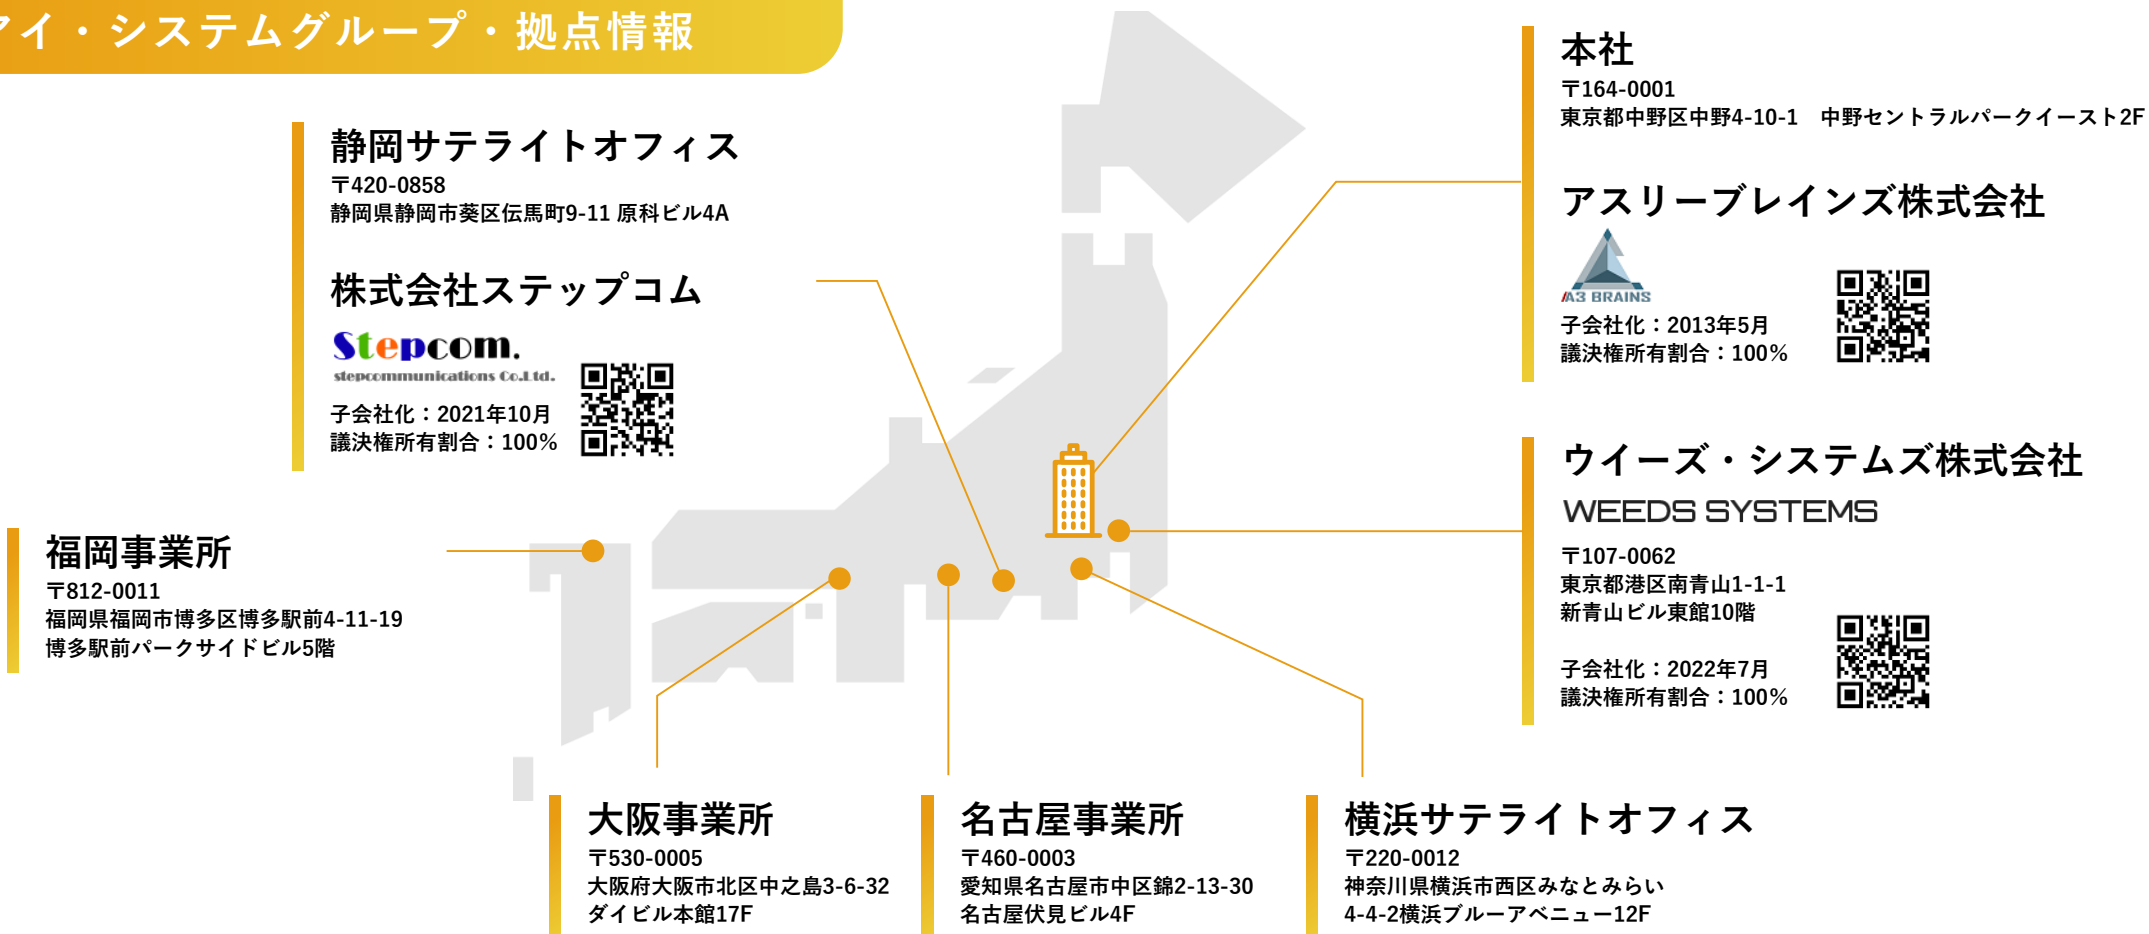 アイ・システムグループ・拠点情報
静岡サテライトオフィス
〒420-0858
静岡県静岡市葵区伝馬町9-11 原科ビル4A
株式会社ステップコム
Stepcom.
stepcommunications Co.Ltd.
子会社化：2021年10月
議決権所有割合：100%
福岡事業所
〒812-0011
福岡県福岡市博多区博多駅前4-11-19
博多駅前パークサイドビル5階
大阪事業所
〒530-0005
大阪府大阪市北区中之島3-6-32
ダイビル本館17F
名古屋事業所
〒460-0003
愛知県名古屋市中区錦2-13-30
名古屋伏見ビル4F
横浜サテライトオフィス
〒220-0012
神奈川県横浜市西区みなとみらい
4-4-2横浜ブルーアベニュー12F
本社
〒164-0001
東京都中野区中野4-10-1　中野セントラルパークイースト2F
アスリーブレインズ株式会社
A3 BRAINS
子会社化：2013年5月
議決権所有割合：100%
ウイーズ・システムズ株式会社
WEEDS SYSTEMS
〒107-0062
東京都港区南青山1-1-1
新青山ビル東館10階
子会社化：2022年7月
議決権所有割合：100%